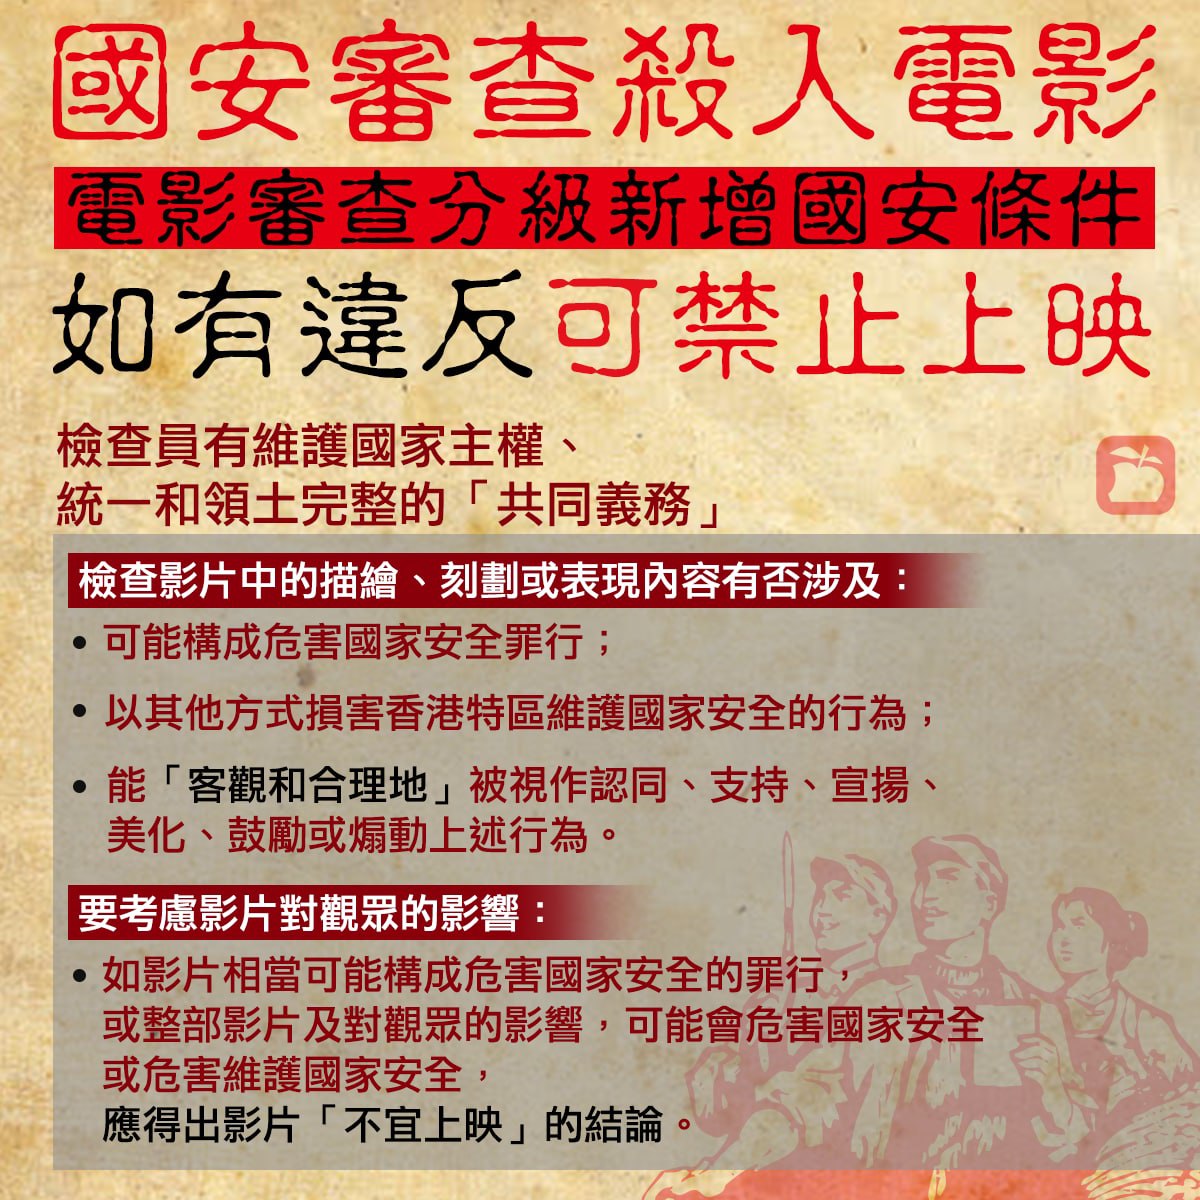 國安審查殺入電影
電影審查分級新增國安條件
如有違反可禁止上映
檢查員有維護國家主權、
統一和領土完整的「共同義務」
檢查影片中的描繪、刻劃或表現內容有否涉及：
• 可能構成危害國家安全罪行；
• 以其他方式損害香港特區維護國家安全的行為；
• 能「客觀和合理地」被視作認同、支持、宣揚、
美化、鼓勵或煽動上述行為。
要考慮影片對觀眾的影響：
• 如影片相當可能構成危害國家安全的罪行，
或整部影片及對觀眾的影響，可能會危害國家安全
或危害維護國家安全，
應得出影片「不宜上映」的結論。